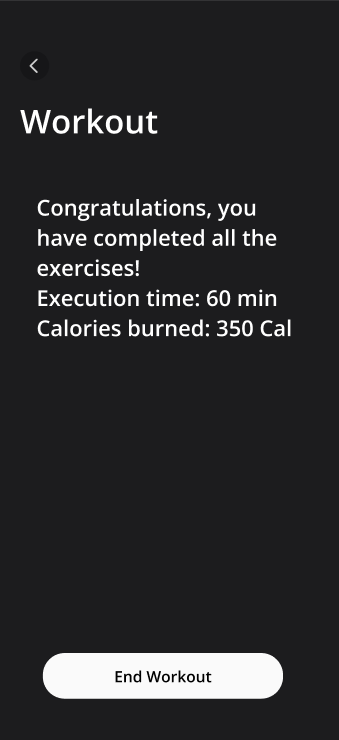 Workout
Congratulations, you
have completed all the
exercises!
Execution time: 60 min
Calories burned: 350 Cal
End Workout